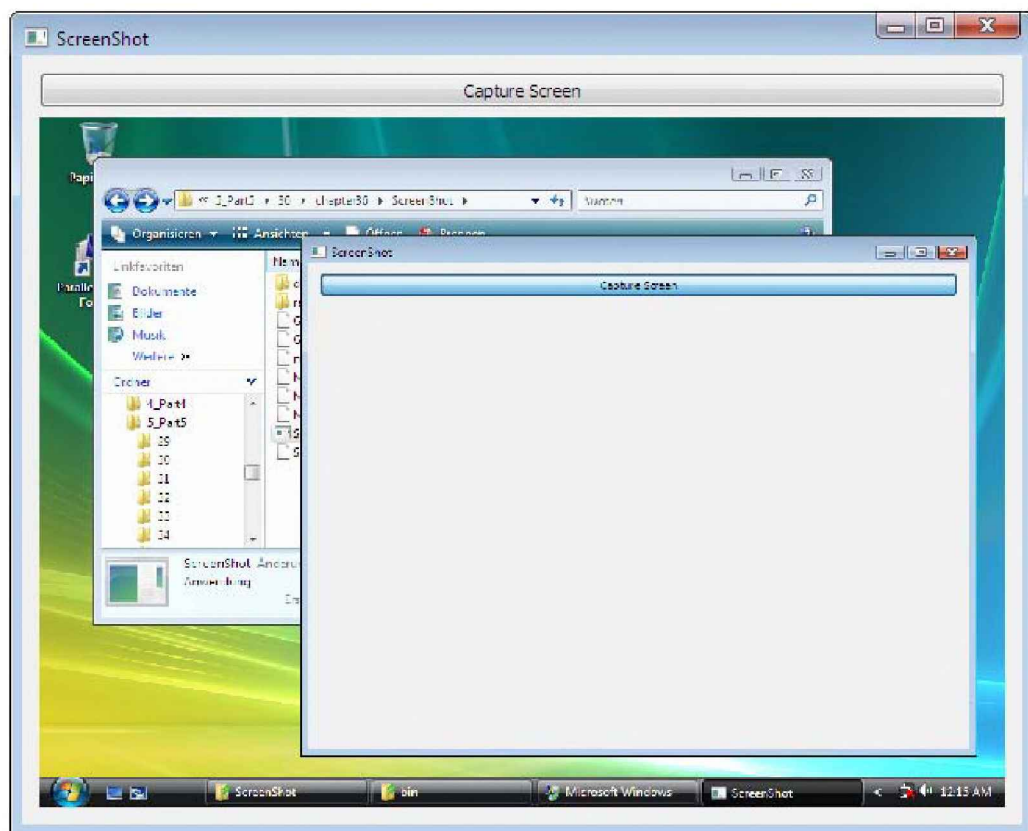 ScreenShot
Capture Screen
Organisieren Ansichten Öffnen
ScreenShot
Capture Screen
Linkfavoriten
Dokumente
Bilder
Musik
Weitere
Ordner
4_Part4
5_Part5
29
30
31
32
33
34
ScreenShot
Anwendung
ScreenShot
bin
Microsoft Windows
ScreenShot
12:15 AM